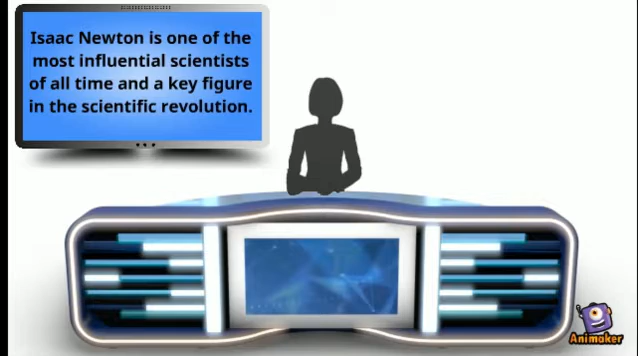 Isaac Newton is one of the
most influential scientists
of all time and a key figure
in the scientific revolution.
Animaker